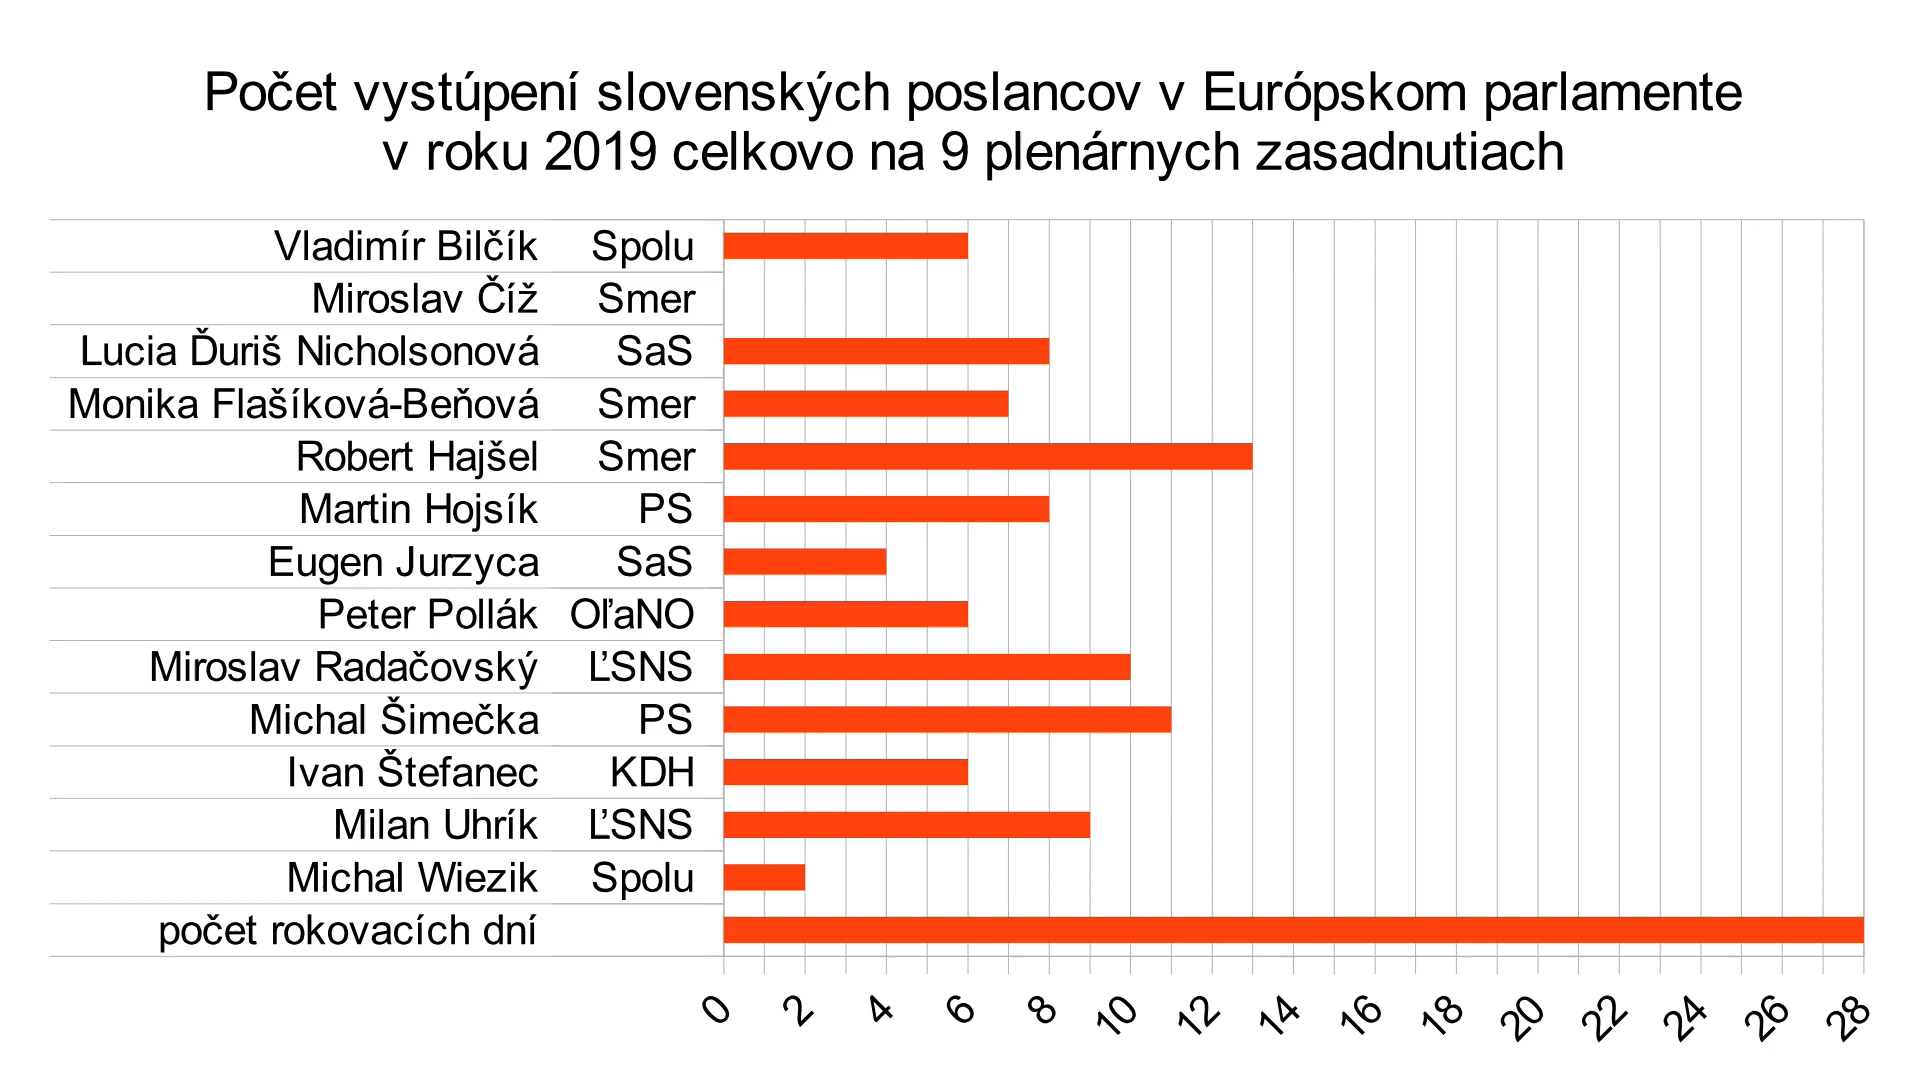 Počet vystúpení slovenských poslancov v Európskom parlamente
v roku 2019 celkovo na 9 plenárnych zasadnutiach
Vladimír Bilčík Spolu
Miroslav Číž Smer
Lucia Ďuriš Nicholsonová SaS
Monika Flašíková-Beňová Smer
Robert Hajšel Smer
Martin Hojsík PS
Eugen Jurzyca SaS
Peter Pollák OľaNO
Miroslav Radačovský ĽSNS
Michal Šimečka PS
Ivan Štefanec KDH
Milan Uhrík ĽSNS
Michal Wiezik Spolu
počet rokovacích dní
0 2 4 6 8 10 12 14 16 18 20 22 24 26 28